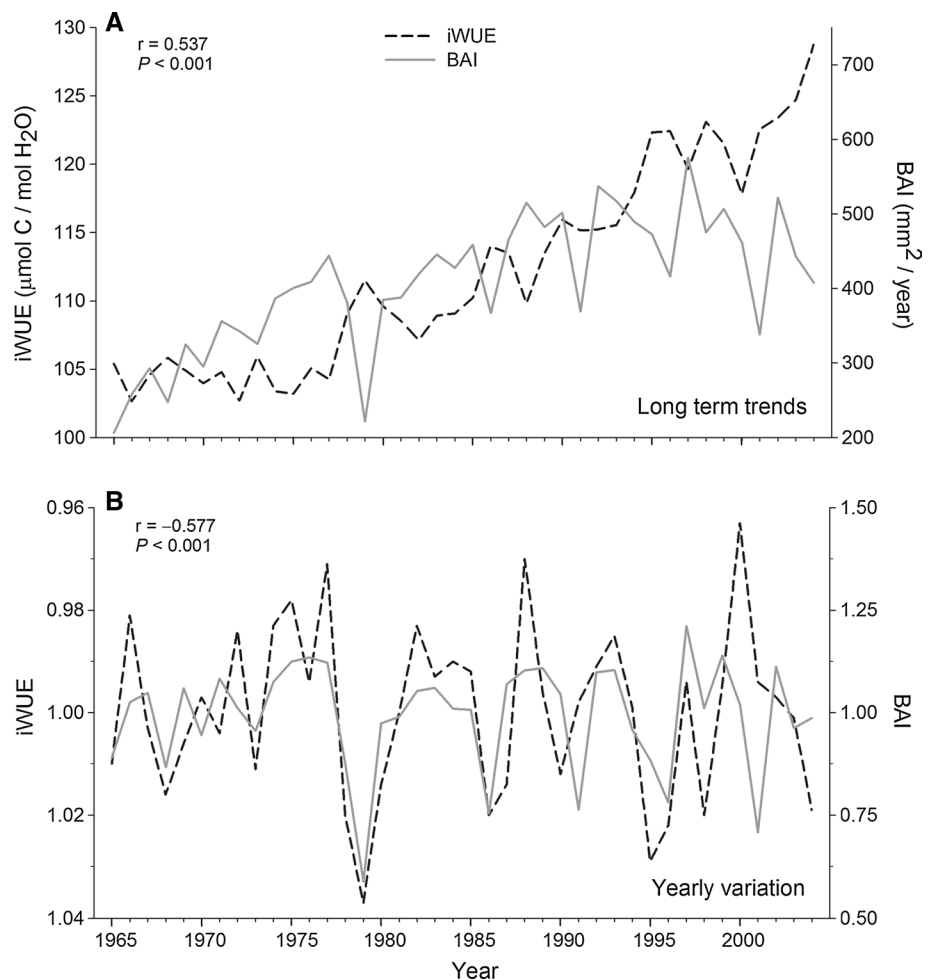 A
r = 0.537
P < 0.001
iWUE
BAI
130
125
120
115
110
105
100
iWUE (μmol C / mol H2O)
700
600
500
400
300
200
BAI (mm2 / year)
Long term trends
B
r = −0.577
P < 0.001
0.96
0.98
1.00
1.02
1.04
iWUE
1.50
1.25
1.00
0.75
0.50
BAI
Yearly variation
1965 1970 1975 1980 1985 1990 1995 2000
Year